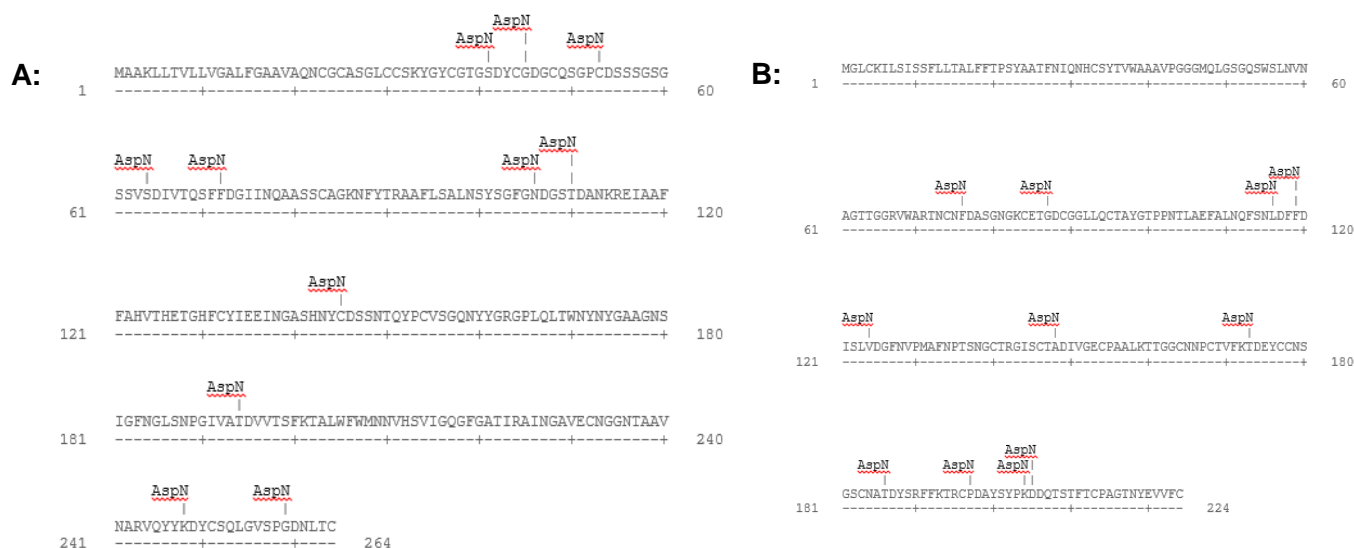 A:
AspN
AspN AspN
MAAKLLTVLLVGALFGAAVAQNCGCASGLCCSKYGYCGTGSDYCGDGCQSGPCDSSSGSG
1 ---------+---------+---------+---------+---------+---------+ 60
AspN
AspN AspN AspN
SSVSDIVTQSFFDGIINQAASSCAGKNFYTRAAFLSALNSYSGFGNDGSTDANKREIAAF
61 ---------+---------+---------+---------+---------+---------+ 120
AspN
FAHVTHETGHFCYIEEINGASHNYCDSSNTQYPCVSGQNYYGRGPLQLTWNYNYGAAGNS
121 ---------+---------+---------+---------+---------+---------+ 180
AspN
IGFNGLSNPGIVATDVVTSFKTALWFWMNNVHSVIGQGFGATIRAINGAVECNGGNTAAV
181 ---------+---------+---------+---------+---------+---------+ 240
AspN AspN
NARVQYYKDYCSQLGVSPGDNLTC
241 ---------+---------+---- 264
B:
MGLCKILSISSFLLTALFFTPSYAATFNIQNHCSYTVWAAAVPGGGMQLGSGQSWSLNVN
1 ---------+---------+---------+---------+---------+---------+ 60
AspN
AspN AspN AspN
AGTTGGRVWARTNCNFDASGNGKCETGDCGGLLQCTAYGTPPNTLAEFALNQFSNLDFFD
61 ---------+---------+---------+---------+---------+---------+ 120
AspN AspN AspN
ISLVDGFNVPMAFNPTSNGCTRGISCTADIVGECPAALKTTGGCNNPCTVFKTDEYCCNS
121 ---------+---------+---------+---------+---------+---------+ 180
AspN
AspN AspN AspN
GSCNATDYSRFFKTRCPDAYSYPKDDQTSTFTCPAGTNYEVVFC
181 ---------+---------+---------+---------+---- 224